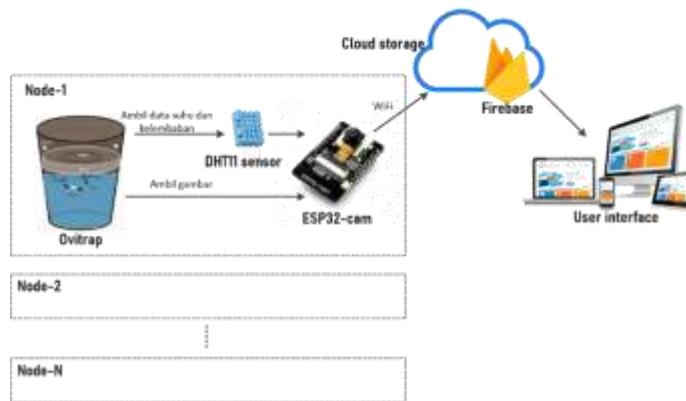 Cloud storage
Firebase
Node-1
Ambil data suhu dan
kelembaban
DHT11 sensor
WiFi
Ambil gambar
ESP32-cam
Ovitrap
User interface
Node-2
Node-N